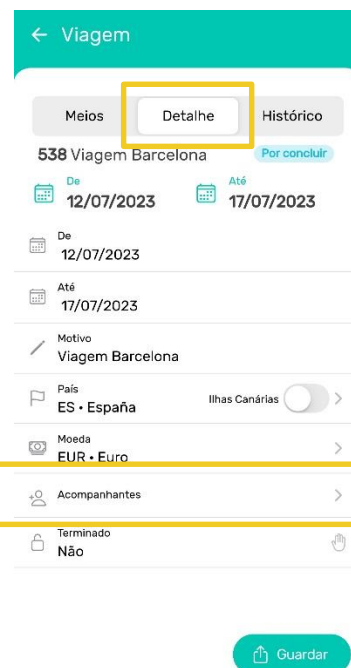 Viagem
Meios Detalhe Histórico
538 Viagem Barcelona Por concluir
De Até
12/07/2023 17/07/2023
De
12/07/2023
Até
17/07/2023
Motivo
Viagem Barcelona
País
ES • España Ilhas Canárias
Moeda
EUR • Euro
Acompanhantes
Terminado
Não
Guardar